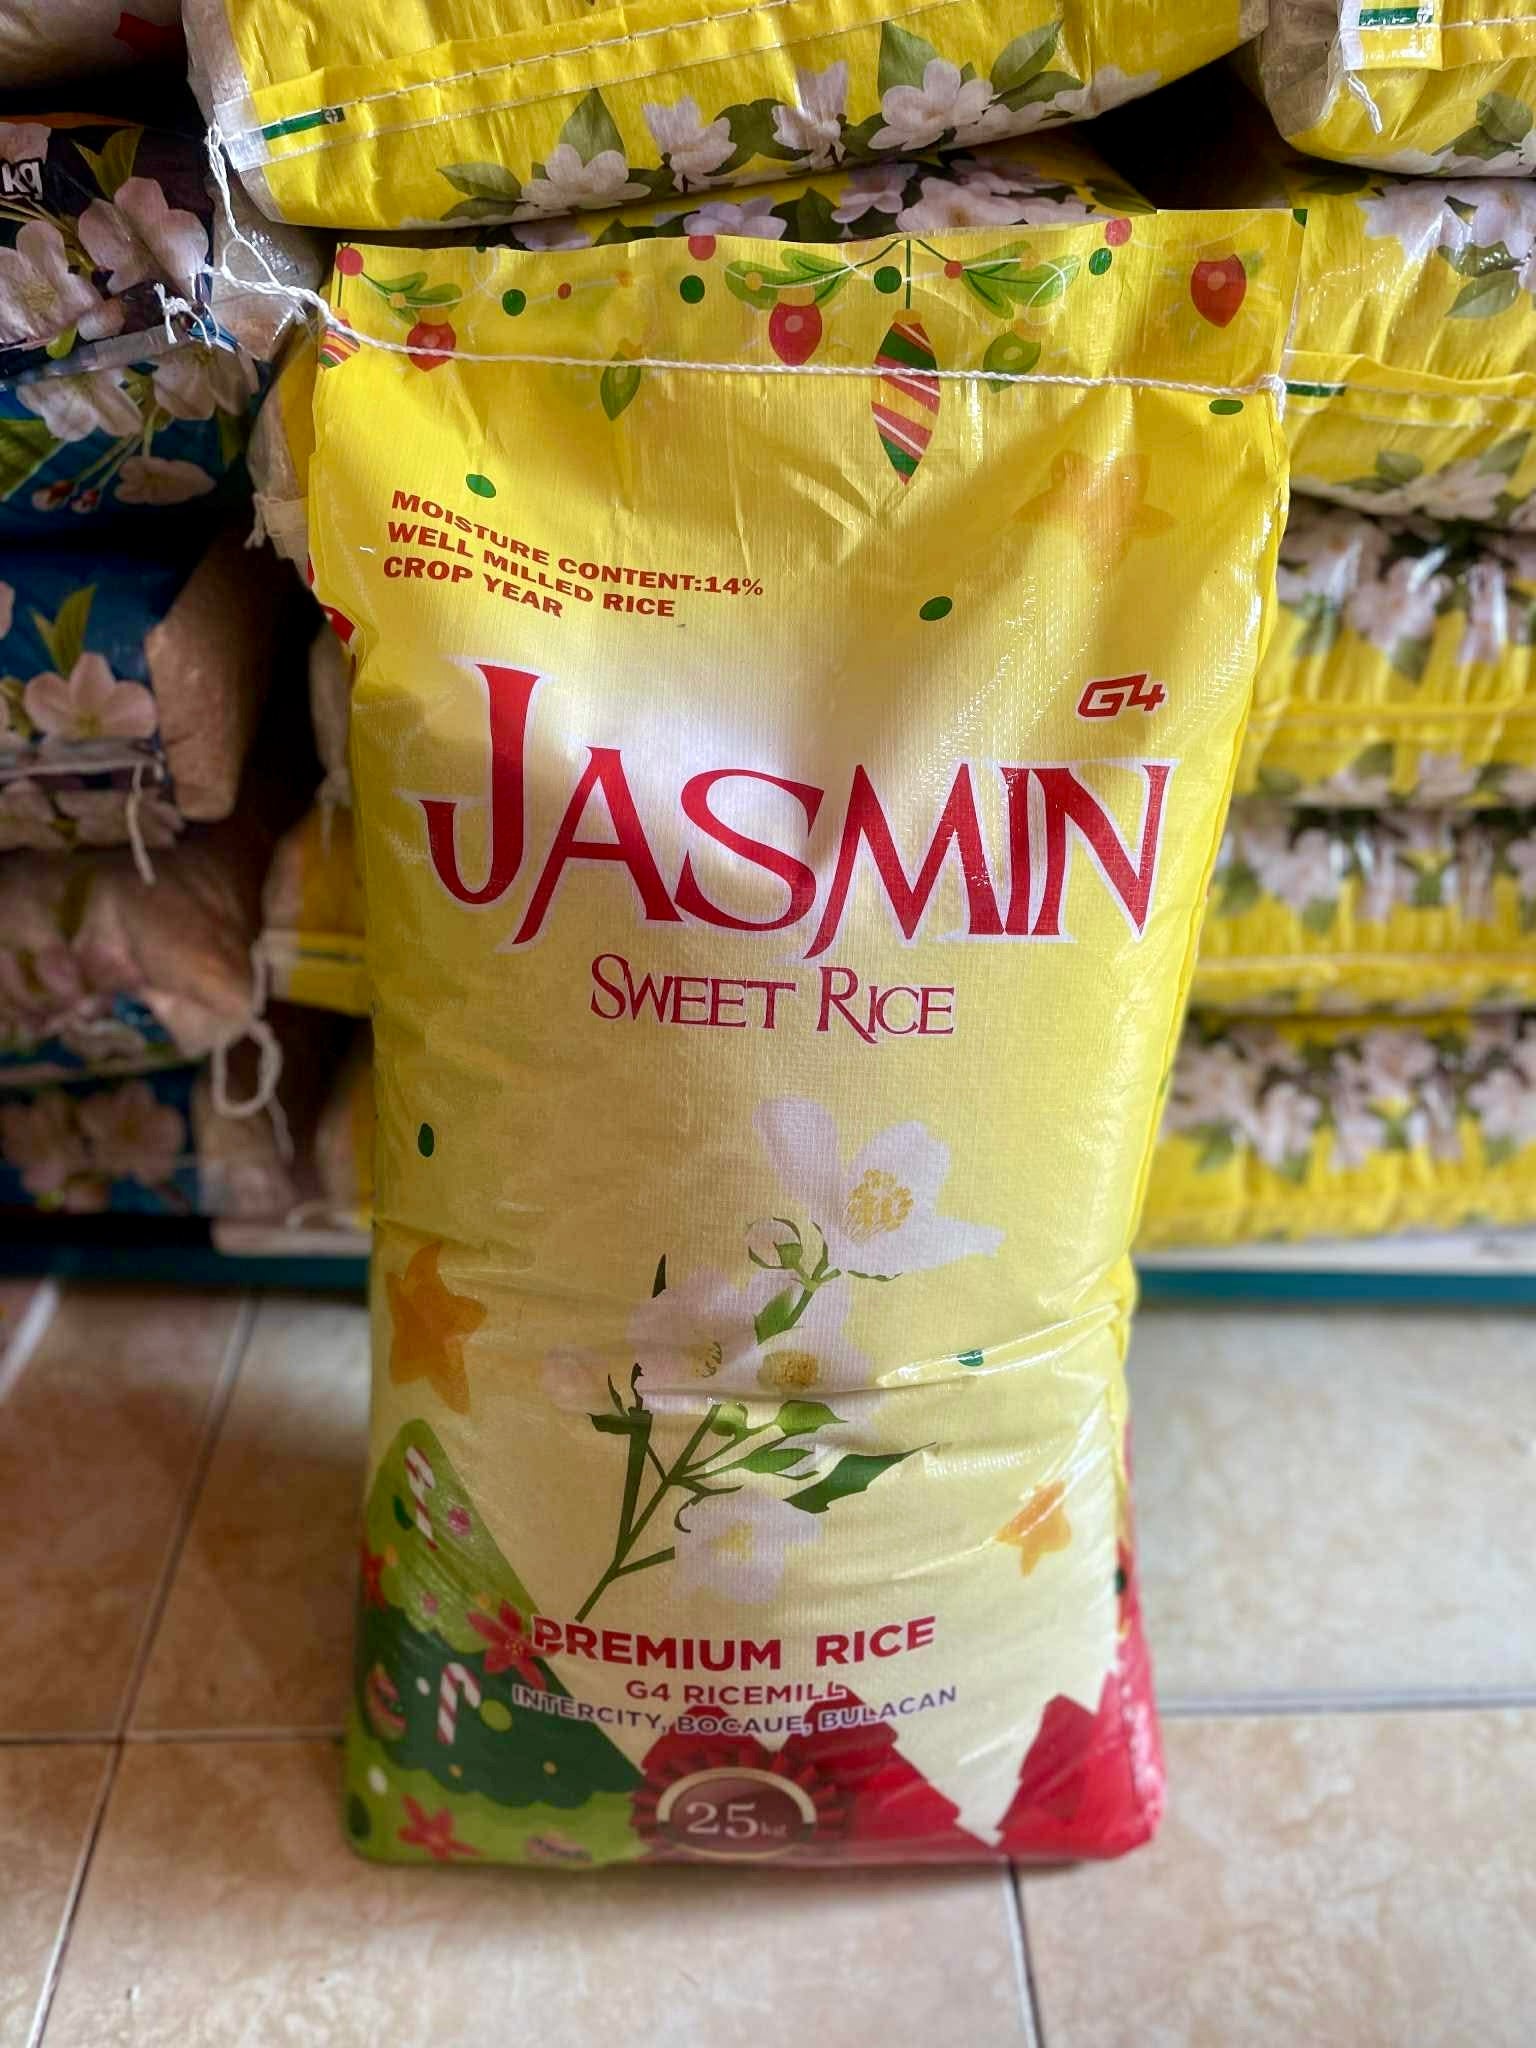 kg
MOISTURE CONTENT:14%
WELL MILLED RICE
CROP YEAR
G4
JASMIN
SWEET RICE
PREMIUM RICE
G4 RICEMILL
INTERCITY, BOCAUE, BULACAN
25kg